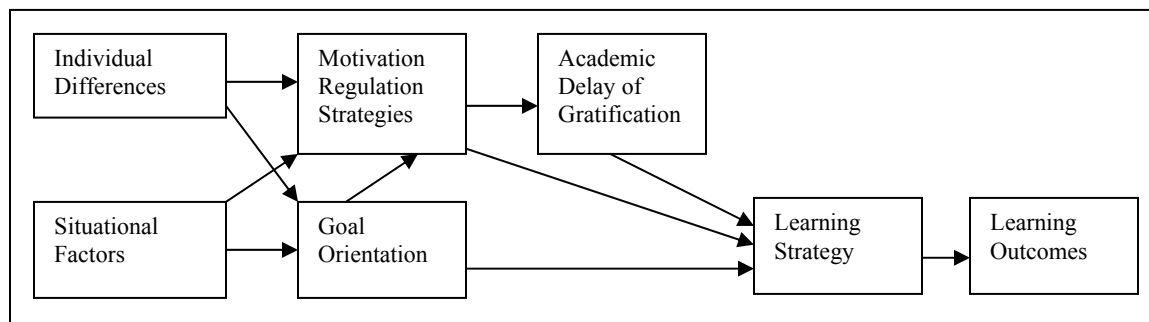 Individual
Differences
Motivation
Regulation
Strategies
Academic
Delay of
Gratification
Situational
Factors
Goal
Orientation
Learning
Strategy
Learning
Outcomes